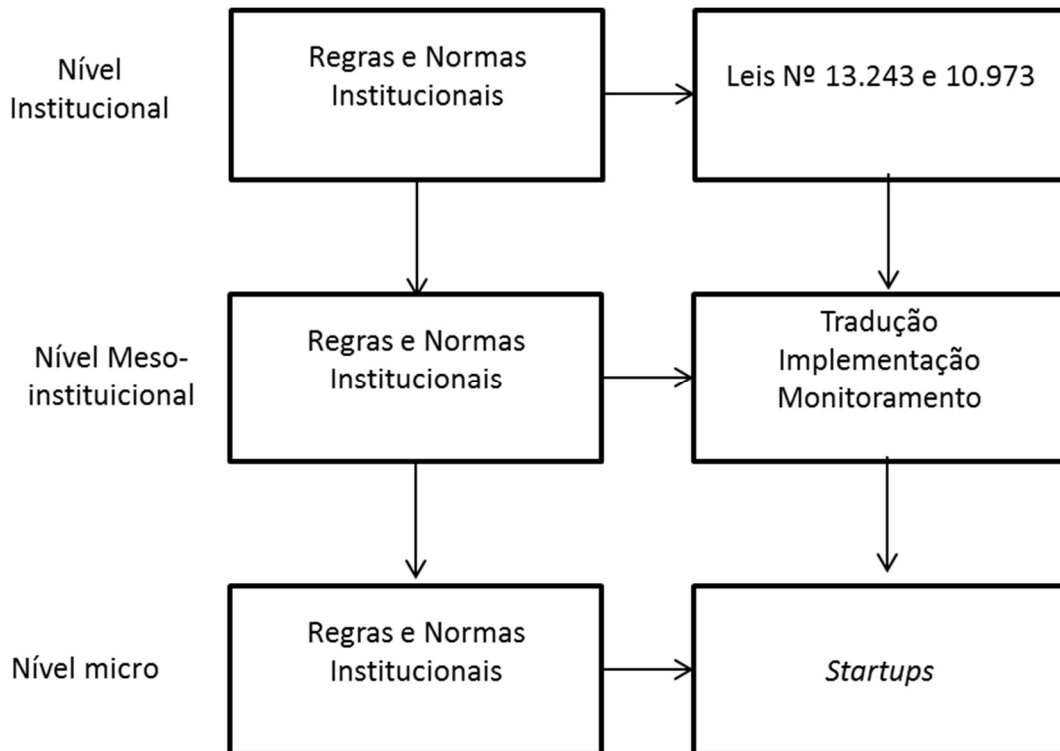 Nível
Institucional
Regras e Normas
Institucionais
Leis Nº 13.243 e 10.973
Nível Meso-
instituicional
Regras e Normas
Institucionais
Tradução
Implementação
Monitoramento
Nível micro
Regras e Normas
Institucionais
Startups